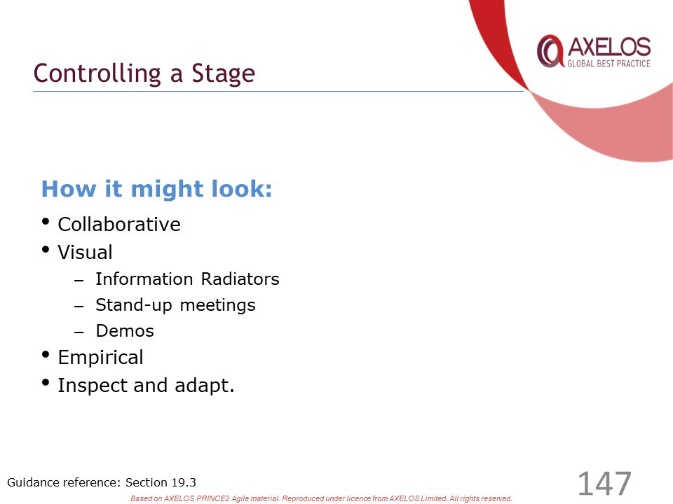 AXELOS
GLOBAL BEST PRACTICE
Controlling a Stage
How it might look:
• Collaborative
• Visual
– Information Radiators
– Stand-up meetings
– Demos
• Empirical
• Inspect and adapt.
Guidance reference: Section 19.3
Based on AXELOS PRINCE2 Agile material. Reproduced under licence from AXELOS Limited. All rights reserved.
147